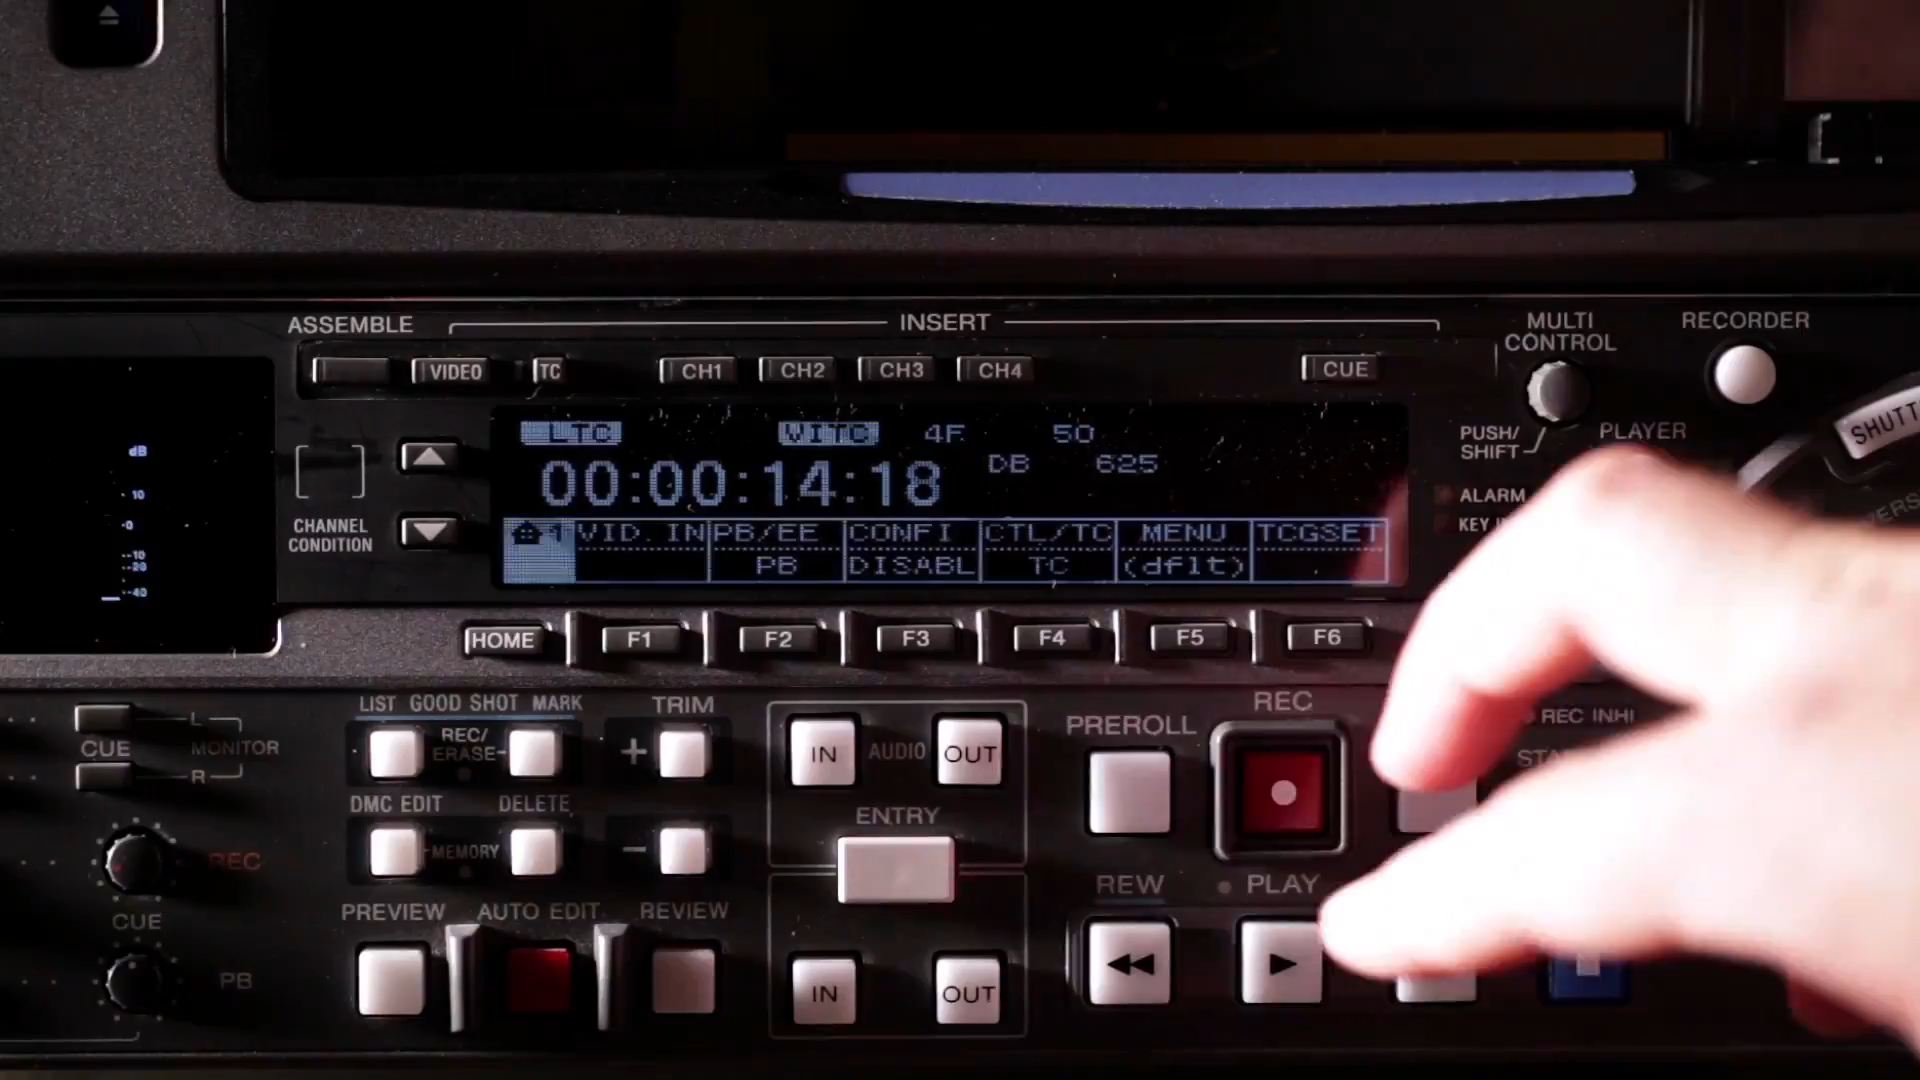 ASSEMBLE INSERT
VIDEO TC CH1 CH2 CH3 CH4 CUE
MULTI CONTROL
RECORDER
SHUTT
PUSH/ SHIFT
PLAYER
ALARM
dB
10
-0
-10
-20
-40
CHANNEL CONDITION
LTC VITC 4F 50
00:00:14:18 DB 625
VID. IN PB/EE CONFI CTL/TC MENU TCGSET
PB DISABL TC (dflt)
HOME F1 F2 F3 F4 F5 F6
CUE
L
MONITOR
R
REC
CUE
PB
LIST GOOD SHOT MARK
REC/ ERASE
DMC EDIT DELETE
MEMORY
TRIM
+
-
PREVIEW AUTO EDIT REVIEW
IN AUDIO OUT
ENTRY
IN OUT
PREROLL
REC
REC INHI
REW PLAY